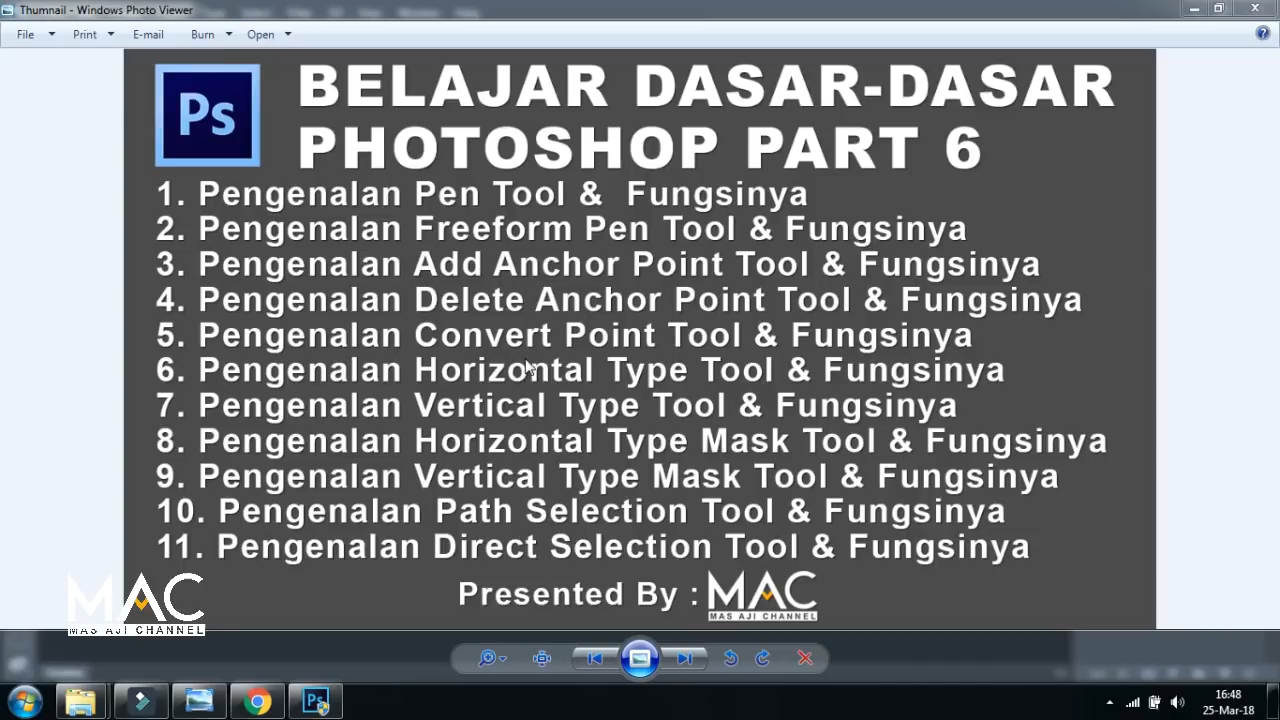 Thumnail - Windows Photo Viewer
File Print E-mail Burn Open
Ps
BELAJAR DASAR-DASAR
PHOTOSHOP PART 6
1. Pengenalan Pen Tool & Fungsinya
2. Pengenalan Freeform Pen Tool & Fungsinya
3. Pengenalan Add Anchor Point Tool & Fungsinya
4. Pengenalan Delete Anchor Point Tool & Fungsinya
5. Pengenalan Convert Point Tool & Fungsinya
6. Pengenalan Horizontal Type Tool & Fungsinya
7. Pengenalan Vertical Type Tool & Fungsinya
8. Pengenalan Horizontal Type Mask Tool & Fungsinya
9. Pengenalan Vertical Type Mask Tool & Fungsinya
10. Pengenalan Path Selection Tool & Fungsinya
11. Pengenalan Direct Selection Tool & Fungsinya
Presented By : MAC
MAS AJI CHANNEL
MAC
MAS AJI CHANNEL
Ps
16:48
25-Mar-18